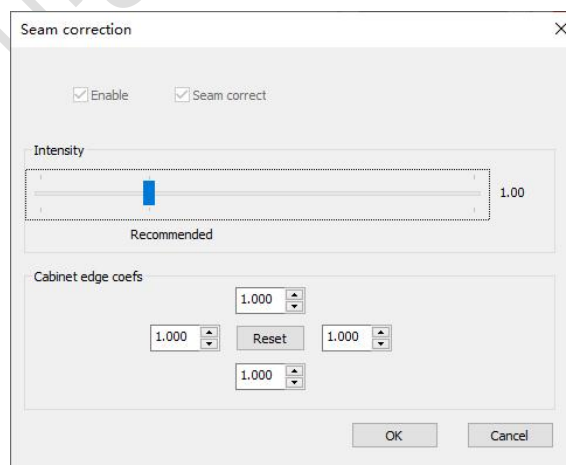 Seam correction
Enable Seam correct
Intensity
1.00
Recommended
Cabinet edge coefs
1.000
1.000 Reset 1.000
1.000
OK Cancel